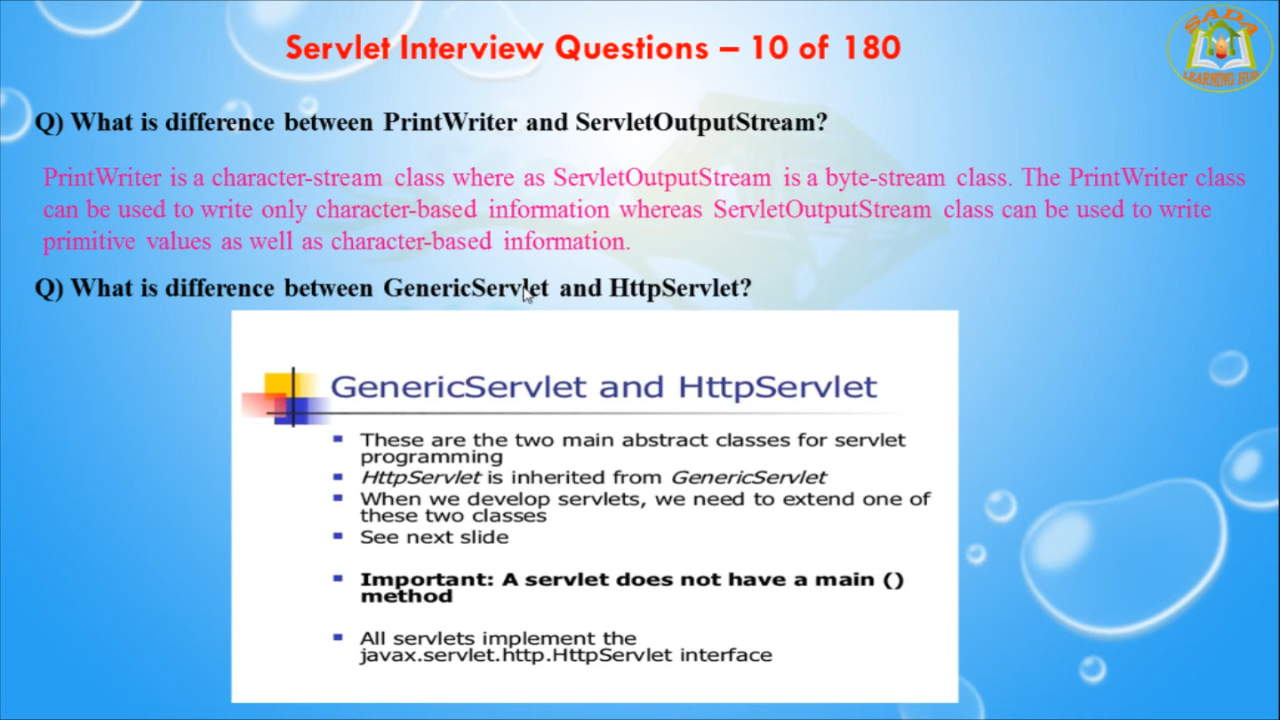 Servlet Interview Questions – 10 of 180
SADA
LEARNING HUB
Q) What is difference between PrintWriter and ServletOutputStream?
PrintWriter is a character-stream class where as ServletOutputStream is a byte-stream class. The PrintWriter class
can be used to write only character-based information whereas ServletOutputStream class can be used to write
primitive values as well as character-based information.
Q) What is difference between GenericServlet and HttpServlet?
GenericServlet and HttpServlet
These are the two main abstract classes for servlet
programming
HttpServlet is inherited from GenericServlet
When we develop servlets, we need to extend one of
these two classes
See next slide
Important: A servlet does not have a main ()
method
All servlets implement the
javax.servlet.http.HttpServlet interface